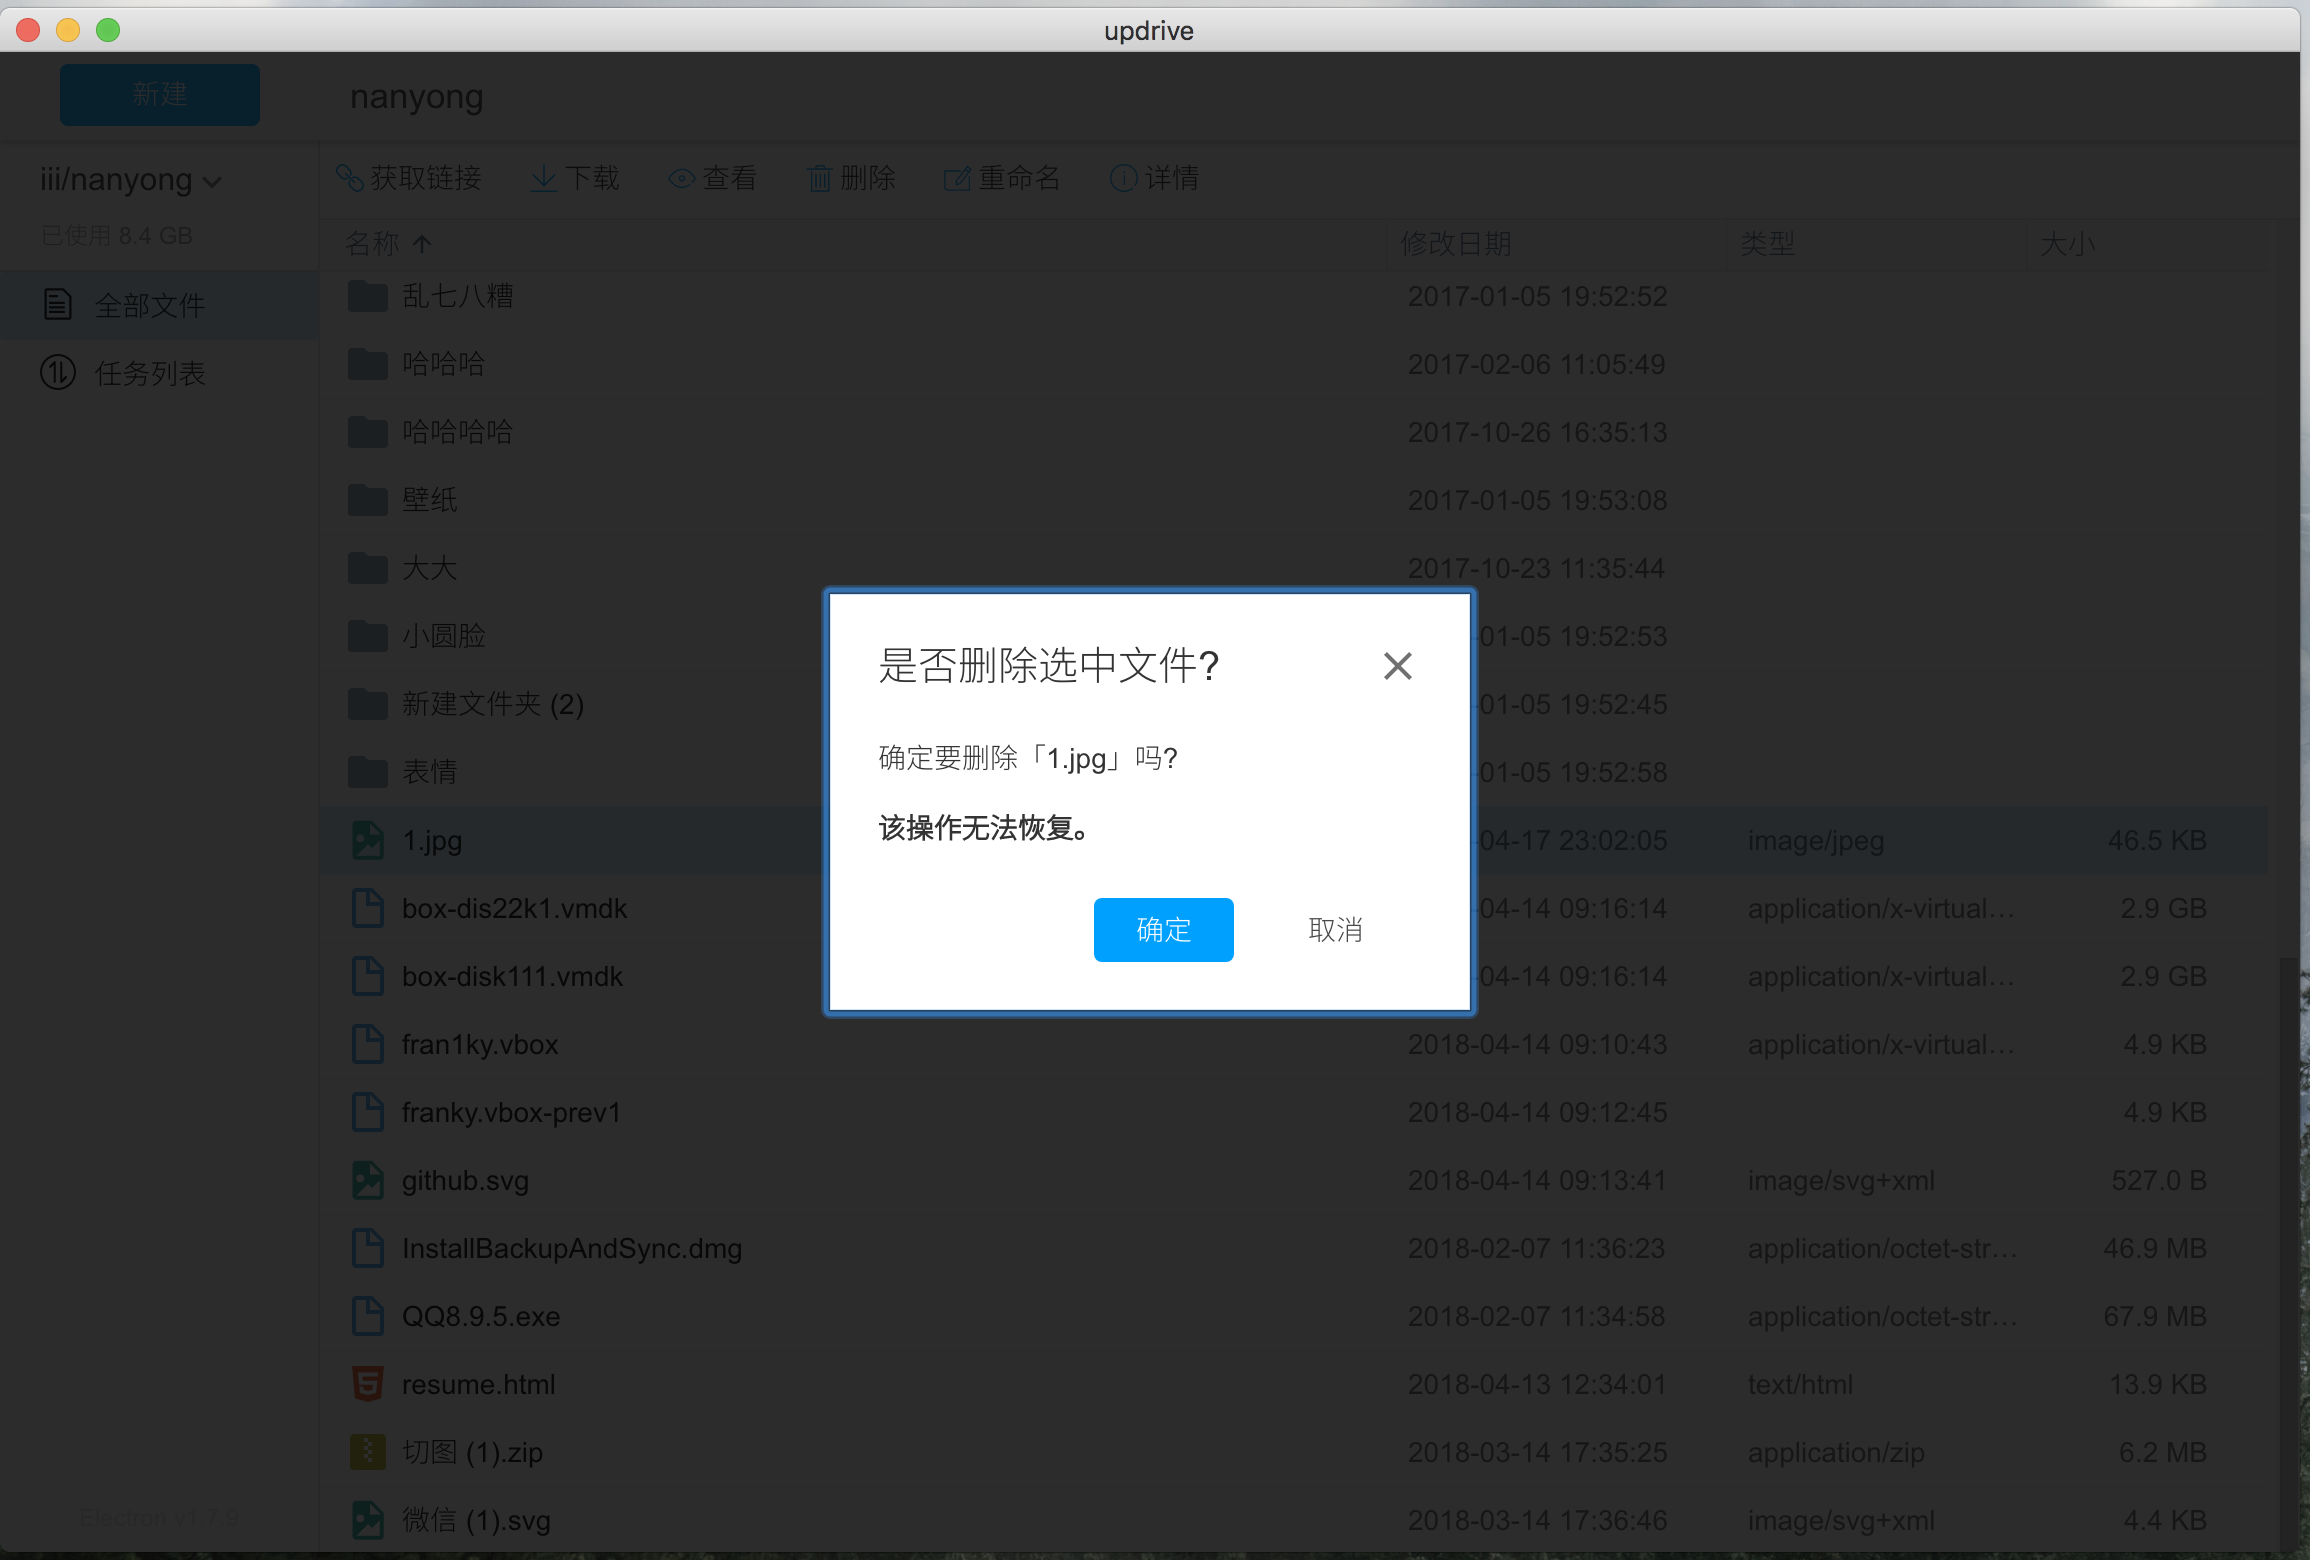 updrive
新建
nanyong
iii/nanyong
已使用 8.4 GB
全部文件
任务列表
获取链接 下载 查看 删除 重命名 详情
名称 修改日期 类型 大小
乱七八糟 2017-01-05 19:52:52
哈哈哈 2017-02-06 11:05:49
哈哈哈哈 2017-10-26 16:35:13
壁纸 2017-01-05 19:53:08
大大 2017-10-23 11:35:44
小圆脸 01-05 19:52:53
新建文件夹 (2) 01-05 19:52:45
表情 01-05 19:52:58
1.jpg 04-17 23:02:05 image/jpeg 46.5 KB
box-dis22k1.vmdk 04-14 09:16:14 application/x-virtual... 2.9 GB
box-disk111.vmdk 04-14 09:16:14 application/x-virtual... 2.9 GB
fran1ky.vbox 2018-04-14 09:10:43 application/x-virtual... 4.9 KB
franky.vbox-prev1 2018-04-14 09:12:45 4.9 KB
github.svg 2018-04-14 09:13:41 image/svg+xml 527.0 B
InstallBackupAndSync.dmg 2018-02-07 11:36:23 application/octet-str... 46.9 MB
QQ8.9.5.exe 2018-02-07 11:34:58 application/octet-str... 67.9 MB
resume.html 2018-04-13 12:34:01 text/html 13.9 KB
切图 (1).zip 2018-03-14 17:35:25 application/zip 6.2 MB
微信 (1).svg 2018-03-14 17:36:46 image/svg+xml 4.4 KB
Electron v1.7.9
是否删除选中文件?
确定要删除「1.jpg」吗?
该操作无法恢复。
确定 取消